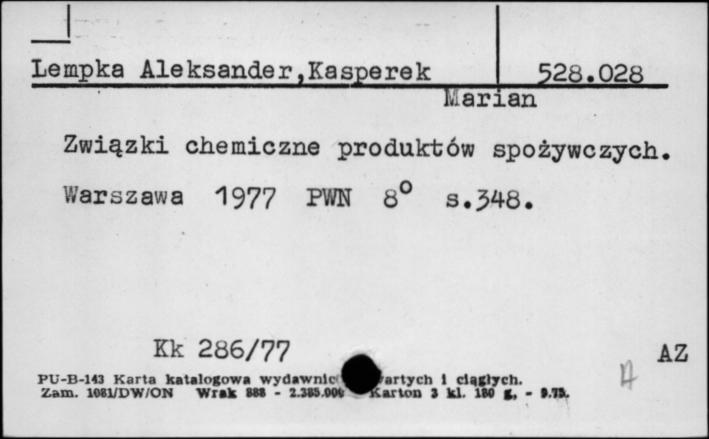 Lempka Aleksander,Kasperek 528.028
Marian
Związki chemiczne produktów spożywczych.
Warszawa 1977 PWN 8° s.348.
Kk 286/77
AZ
PU-B-143 Karta katalogowa wydawnic artych i ciągłych.
Zam. 1081/DW/ON Wrak 888 - 2.385.000 Karton 3 kl. 180 g, - 9.75.